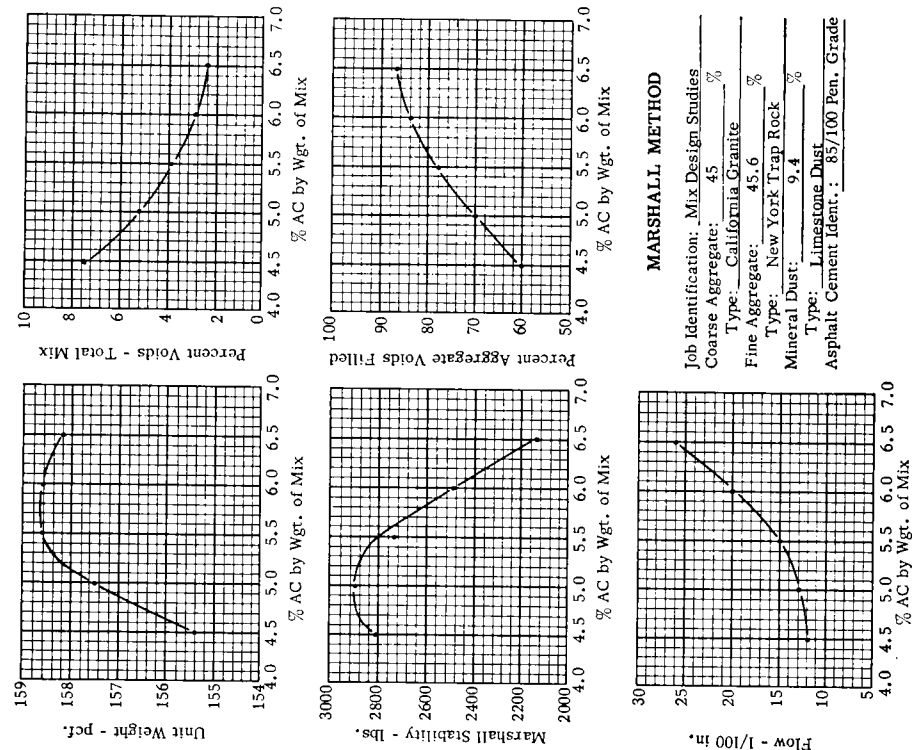 Unit Weight - pcf.
159
158
157
156
155
154
4.0 4.5 5.0 5.5 6.0 6.5 7.0
% AC by Wgt. of Mix
Percent Voids - Total Mix
10
8
6
4
2
0
4.0 4.5 5.0 5.5 6.0 6.5 7.0
% AC by Wgt. of Mix
Marshall Stability - lbs.
3000
2800
2600
2400
2200
2000
4.0 4.5 5.0 5.5 6.0 6.5 7.0
% AC by Wgt. of Mix
Percent Aggregate Voids Filled
100
90
80
70
60
50
4.0 4.5 5.0 5.5 6.0 6.5 7.0
% AC by Wgt. of Mix
Flow - 1/100 in.
30
25
20
15
10
5
4.0 4.5 5.0 5.5 6.0 6.5 7.0
% AC by Wgt. of Mix
MARSHALL METHOD
Job Identification: Mix Design Studies
Coarse Aggregate: 45 %
Type: California Granite
Fine Aggregate: 45.6 %
Type: New York Trap Rock
Mineral Dust: 9.4 %
Type: Limestone Dust
Asphalt Cement Ident.: 85/100 Pen. Grade